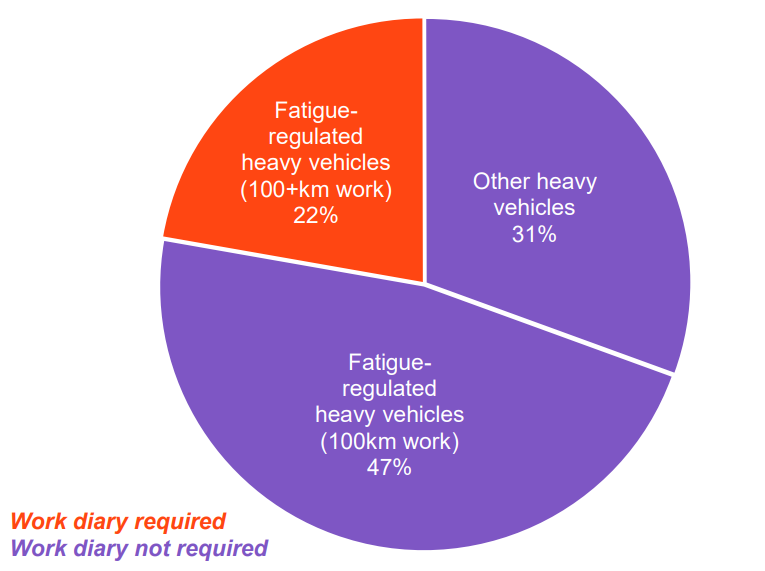 Fatigue-
regulated
heavy vehicles
(100+km work)
22%
Other heavy
vehicles
31%
Fatigue-
regulated
heavy vehicles
(100km work)
47%
Work diary required
Work diary not required